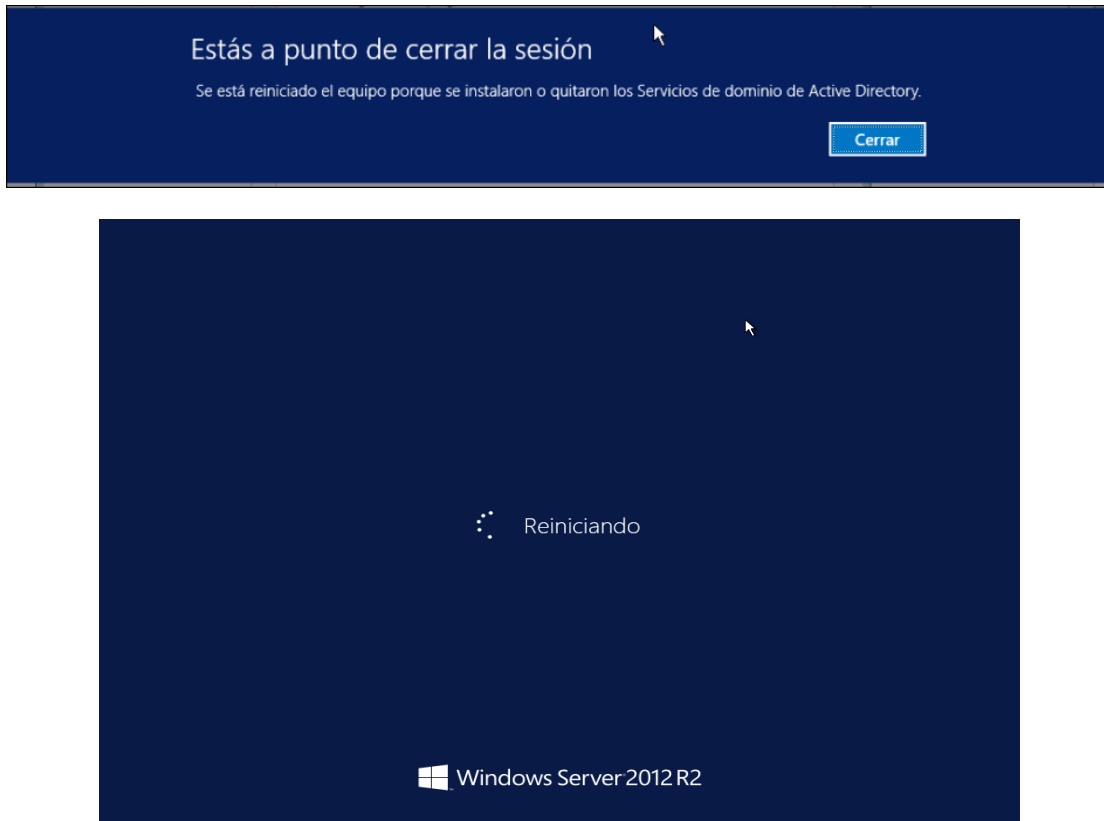 Estás a punto de cerrar la sesión
Se está reiniciado el equipo porque se instalaron o quitaron los Servicios de dominio de Active Directory.
Cerrar
Reiniciando
Windows Server 2012 R2